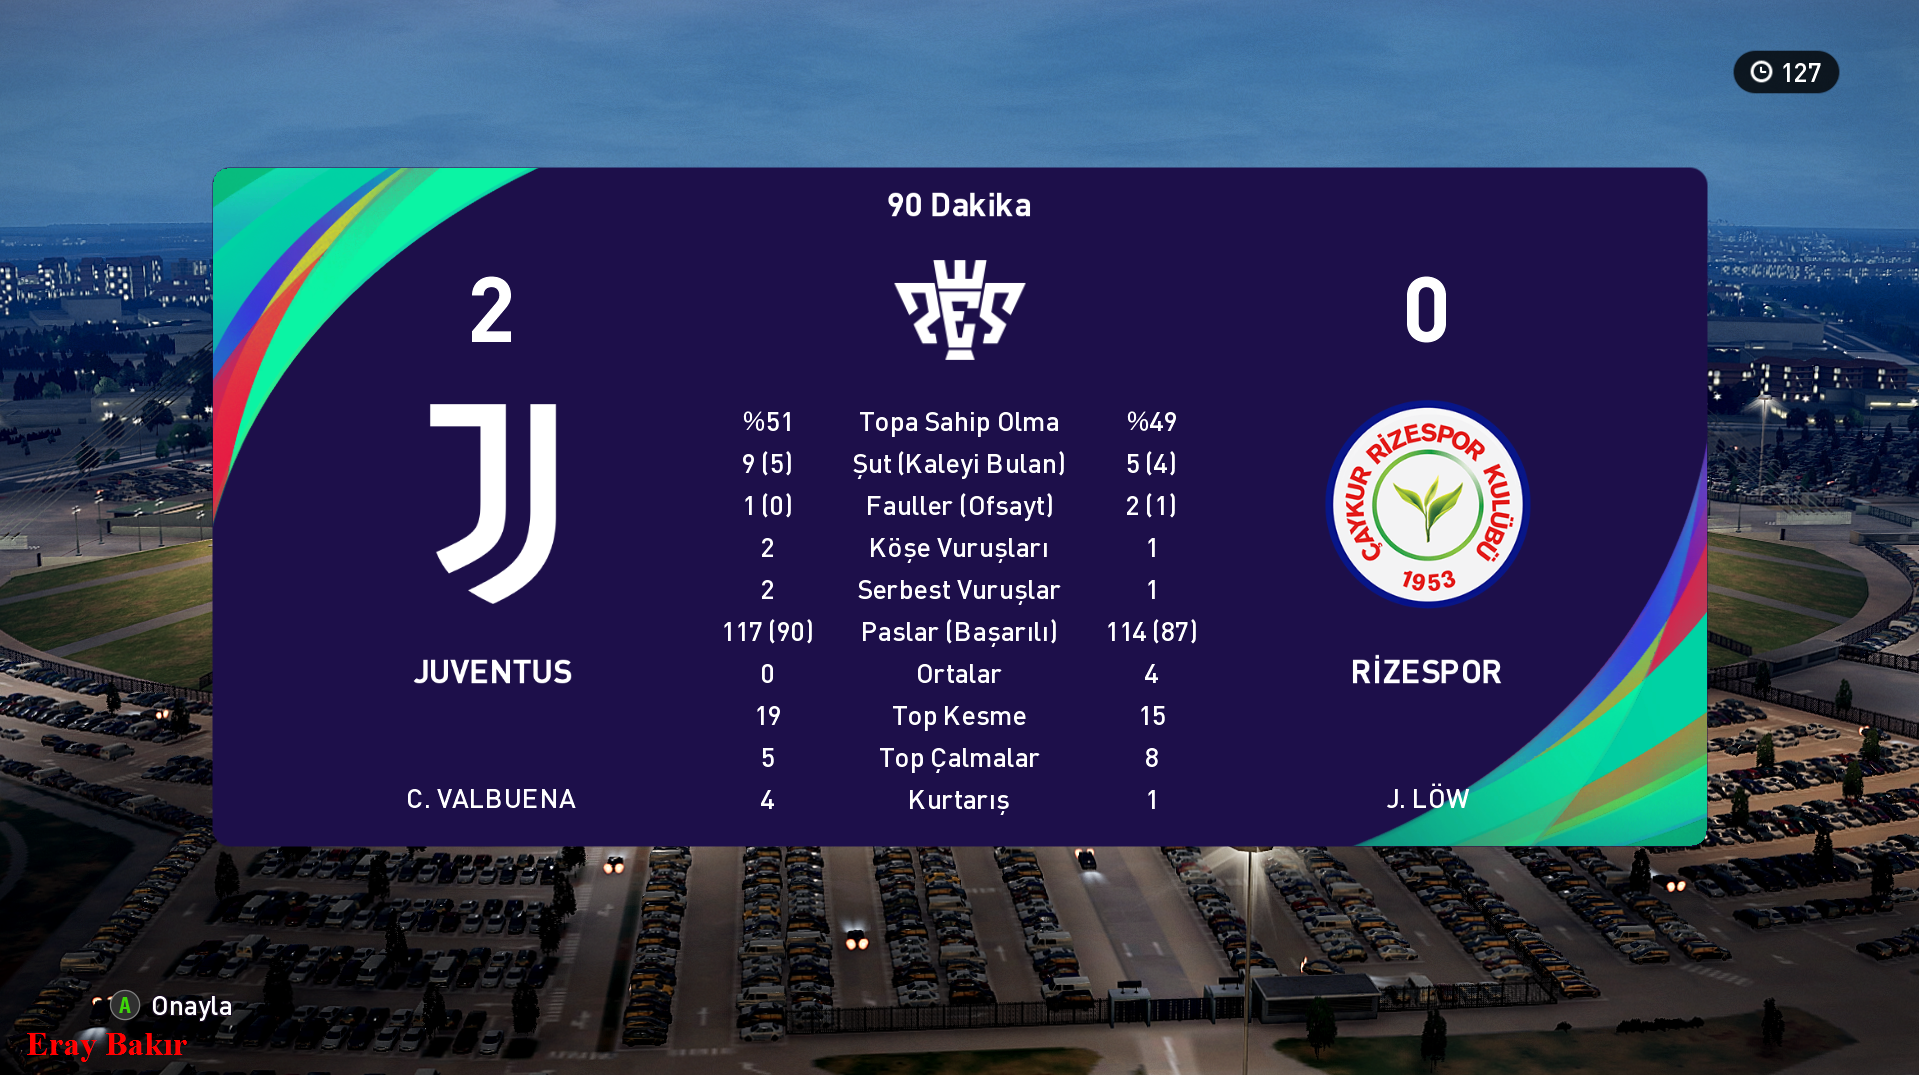 127
90 Dakika
2 PES 0
%51 Topa Sahip Olma %49
9 (5) Şut (Kaleyi Bulan) 5 (4)
1 (0) Fauller (Ofsayt) 2 (1)
2 Köşe Vuruşları 1
2 Serbest Vuruşlar 1
117 (90) Paslar (Başarılı) 114 (87)
0 Ortalar 4
19 Top Kesme 15
5 Top Çalmalar 8
4 Kurtarış 1
JUVENTUS
C. VALBUENA
ÇAYKUR RİZESPOR KULÜBÜ
1953
RİZESPOR
J. LÖW
A Onayla
Eray Bakır